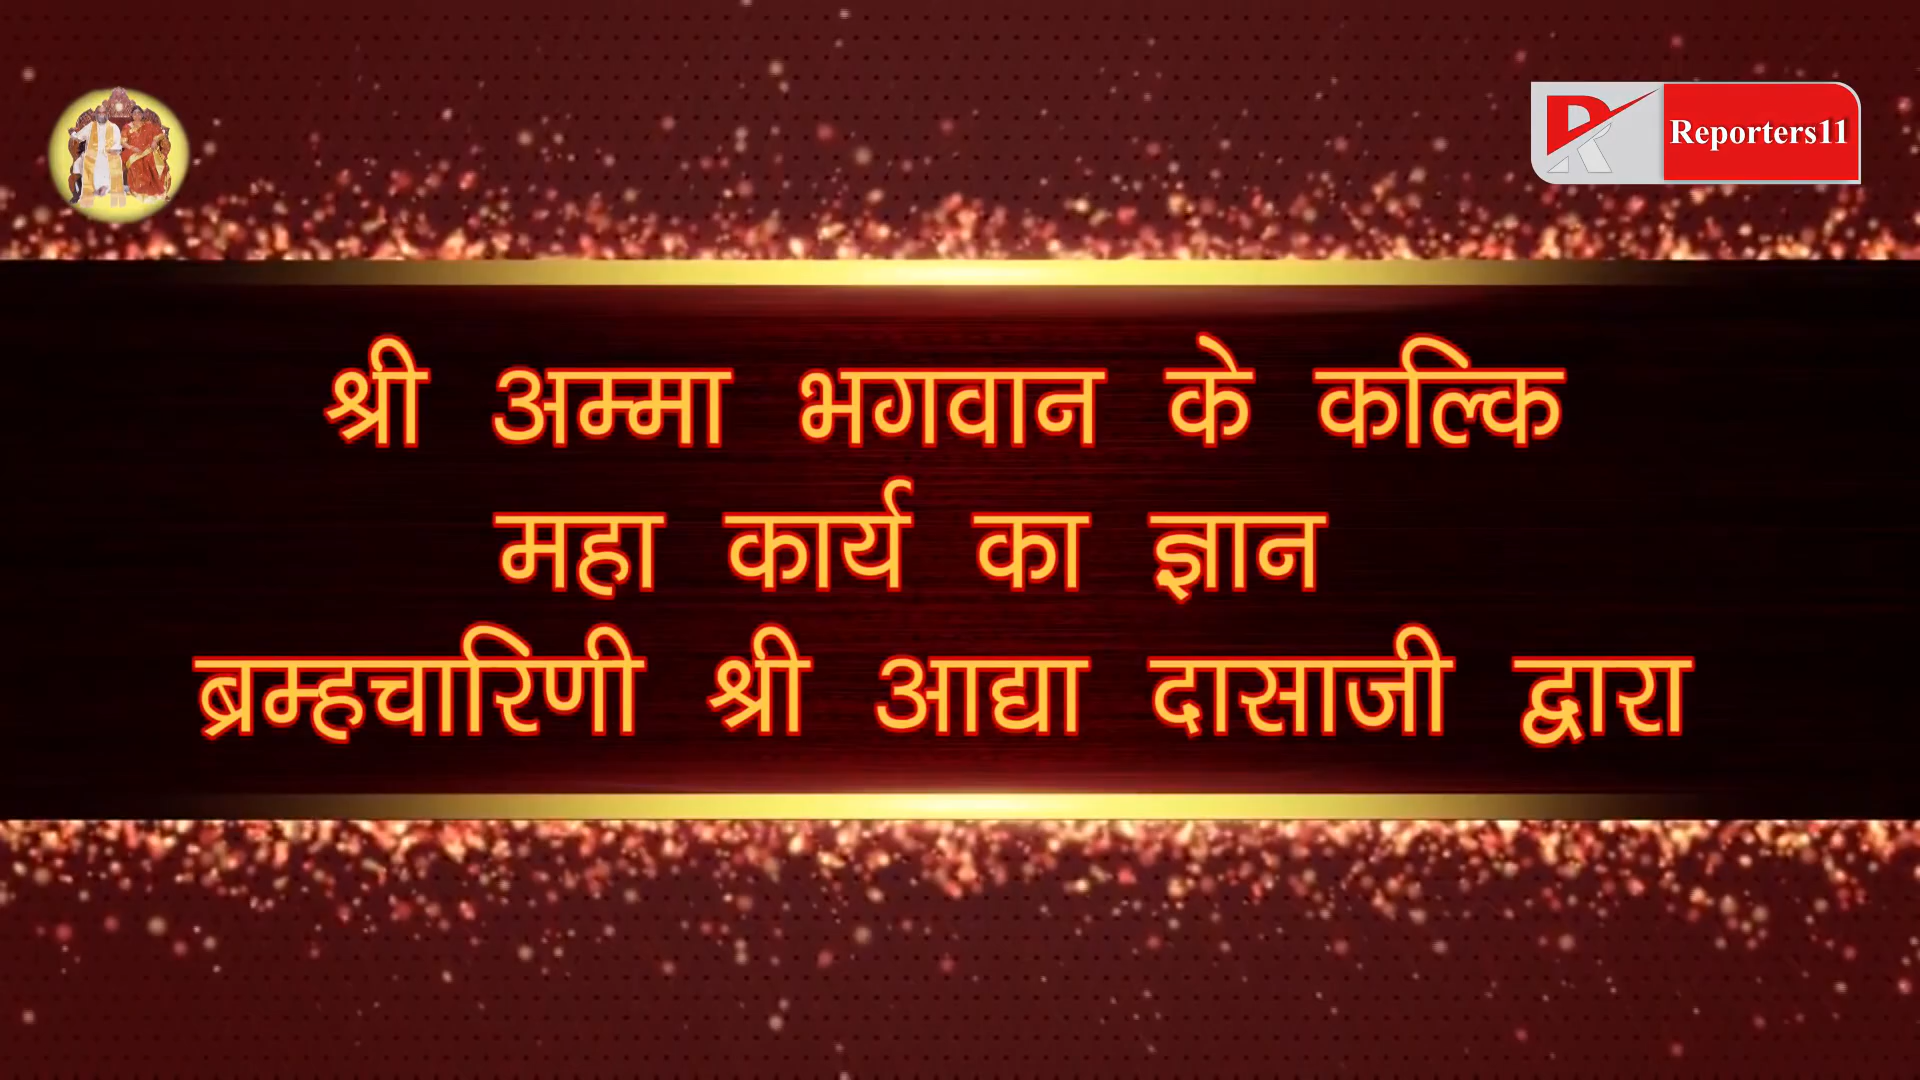 Reporters11
श्री अम्मा भगवान के कल्कि
महा कार्य का ज्ञान
ब्रम्हचारिणी श्री आद्या दासाजी द्वारा